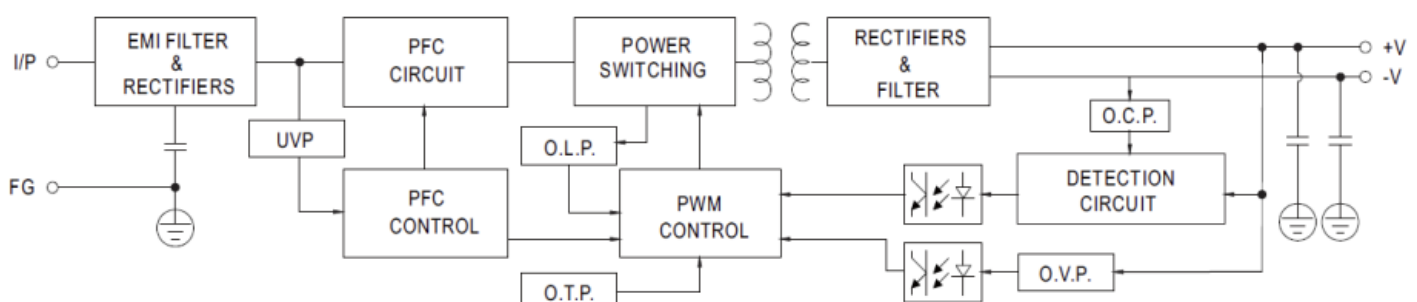 I/P
EMI FILTER
&
RECTIFIERS
PFC
CIRCUIT
POWER
SWITCHING
RECTIFIERS
&
FILTER
+V
-V
UVP
O.L.P.
O.C.P.
FG
PFC
CONTROL
PWM
CONTROL
DETECTION
CIRCUIT
O.T.P.
O.V.P.